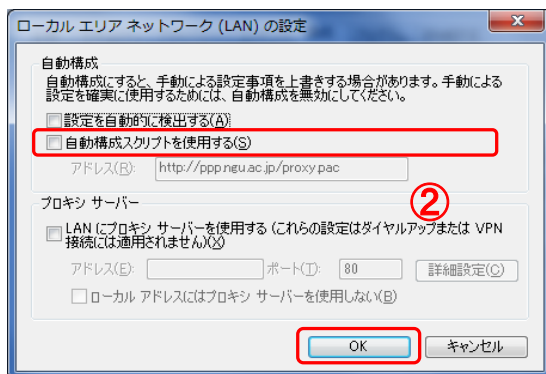 ローカル エリア ネットワーク (LAN) の設定
自動構成
自動構成にすると、手動による設定事項を上書きする場合があります。手動による
設定を確実に使用するためには、自動構成を無効にしてください。
設定を自動的に検出する(A)
自動構成スクリプトを使用する(S)
アドレス(R): http://ppp.ngu.ac.jp/proxy.pac
プロキシ サーバー
②
LAN にプロキシ サーバーを使用する (これらの設定はダイヤルアップまたは VPN
接続には適用されません)(X)
アドレス(E): ポート(T): 80 詳細設定(C)
ローカル アドレスにはプロキシ サーバーを使用しない(B)
OK キャンセル